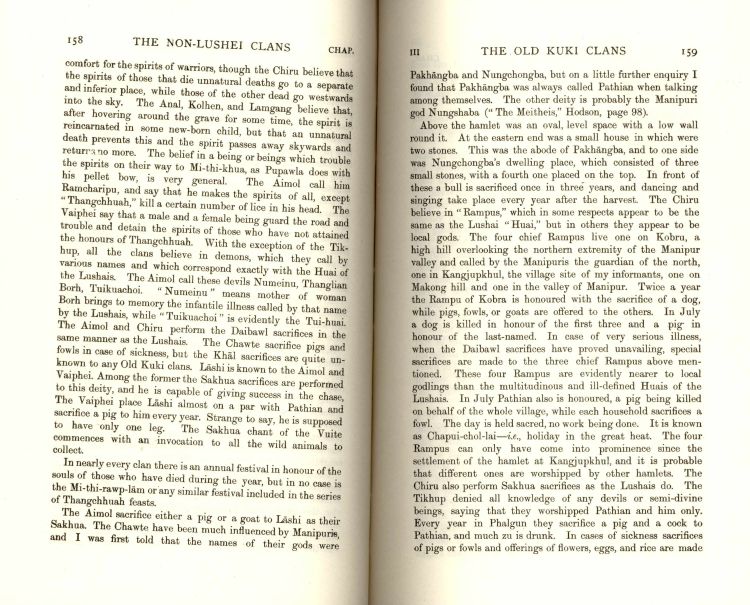 158 THE NON-LUSHEI CLANS CHAP.
comfort for the spirits of warriors, though the Chiru believe that
the spirits of those that die unnatural deaths go to a separate
and inferior place, while those of the other dead go westwards
into the sky. The Anal, Kolhen, and Lamgang believe that,
after hovering around the grave for some time, the spirit is
reincarnated in some new-born child, but that an unnatural
death prevents this and the spirit passes away skywards and
returns no more. The belief in a being or beings which trouble
the spirits on their way to Mi-thi-khua, as Pupawla does with
his pellet bow, is very general. The Aimol call him
Ramcharipu, and say that he makes the spirits of all, except
"Thangchhuah," kill a certain number of lice in his head. The
Vaiphei say that a male and a female being guard the road and
trouble and detain the spirits of those who have not attained
the honours of Thangchhuah. With the exception of the Tik-
hup, all the clans believe in demons, which they call by
various names and which correspond exactly with the Huai of
the Lushais. The Aimol call these devils Numeinu, Thanglian
Borh, Tuikuachoi. "Numeinu" means mother of woman
Borh brings to memory the infantile illness called by that name
by the Lushais, while "Tuikuachoi" is evidently the Tui-huai.
The Aimol and Chiru perform the Daibawl sacrifices in the
same manner as the Lushais. The Chawte sacrifice pigs and
fowls in case of sickness, but the Khāl sacrifices are quite un-
known to any Old Kuki clans. Lāshi is known to the Aimol and
Vaiphei. Among the former the Sakhua sacrifices are performed
to this deity, and he is capable of giving success in the chase,
The Vaiphei place Lāshi almost on a par with Pathian and
sacrifice a pig to him every year. Strange to say, he is supposed
to have only one leg. The Sakhua chant of the Vuite
commences with an invocation to all the wild animals to
collect.
In nearly every clan there is an annual festival in honour of the
souls of those who have died during the year, but in no case is
the Mi-thi-rawp-lām or any similar festival included in the series
of Thangchhuah feasts.
The Aimol sacrifice either a pig or a goat to Lāshi as their
Sakhua. The Chawte have been much influenced by Manipuris,
and I was first told that the names of their gods were
III THE OLD KUKI CLANS 159
Pakhāngba and Nungchongba, but on a little further enquiry I
found that Pakhāngba was always called Pathian when talking
among themselves. The other deity is probably the Manipuri
god Nungshaba ("The Meitheis," Hodson, page 98).
Above the hamlet was an oval, level space with a low wall
round it. At the eastern end was a small house in which were
two stones. This was the abode of Pakhāngba, and to one side
was Nungchongba's dwelling place, which consisted of three
small stones, with a fourth one placed on the top. In front of
these a bull is sacrificed once in three years, and dancing and
singing take place every year after the harvest. The Chiru
believe in "Rampus," which in some respects appear to be the
same as the Lushai "Huai," but in others they appear to be
local gods. The four chief Rampus live one on Kobru, a
high hill overlooking the northern extremity of the Manipur
valley and called by the Manipuris the guardian of the north,
one in Kangjupkhul, the village site of my informants, one on
Makong hill and one in the valley of Manipur. Twice a year
the Rampu of Kobra is honoured with the sacrifice of a dog,
while pigs, fowls, or goats are offered to the others. In July
a dog is killed in honour of the first three and a pig in
honour of the last-named. In case of very serious illness,
when the Daibawl sacrifices have proved unavailing, special
sacrifices are made to the three chief Rampus above men-
tioned. These four Rampus are evidently nearer to local
godlings than the multitudinous and ill-defined Huais of the
Lushais. In July Pathian also is honoured, a pig being killed
on behalf of the whole village, while each household sacrifices a
fowl. The day is held sacred, no work being done. It is known
as Chapui-chol-lai—i.e., holiday in the great heat. The four
Rampus can only have come into prominence since the
settlement of the hamlet at Kangjupkhul, and it is probable
that different ones are worshipped by other hamlets. The
Chiru also perform Sakhua sacrifices as the Lushais do. The
Tikhup denied all knowledge of any devils or semi-divine
beings, saying that they worshipped Pathian and him only.
Every year in Phalgun they sacrifice a pig and a cock to
Pathian, and much zu is drunk. In cases of sickness sacrifices
of pigs or fowls and offerings of flowers, eggs, and rice are made